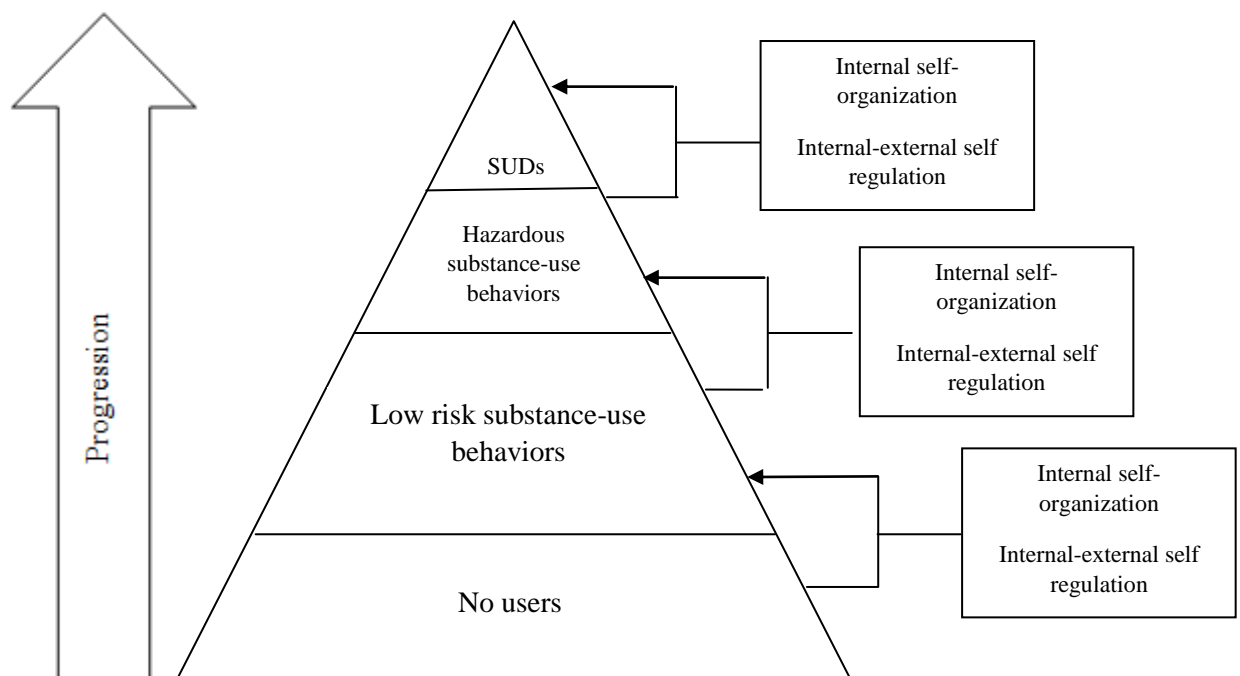 Internal self-
organization
Internal-external self
regulation
SUDs
Hazardous
substance-use
behaviors
Internal self-
organization
Internal-external self
regulation
Progression
Low risk substance-use
behaviors
Internal self-
organization
Internal-external self
regulation
No users